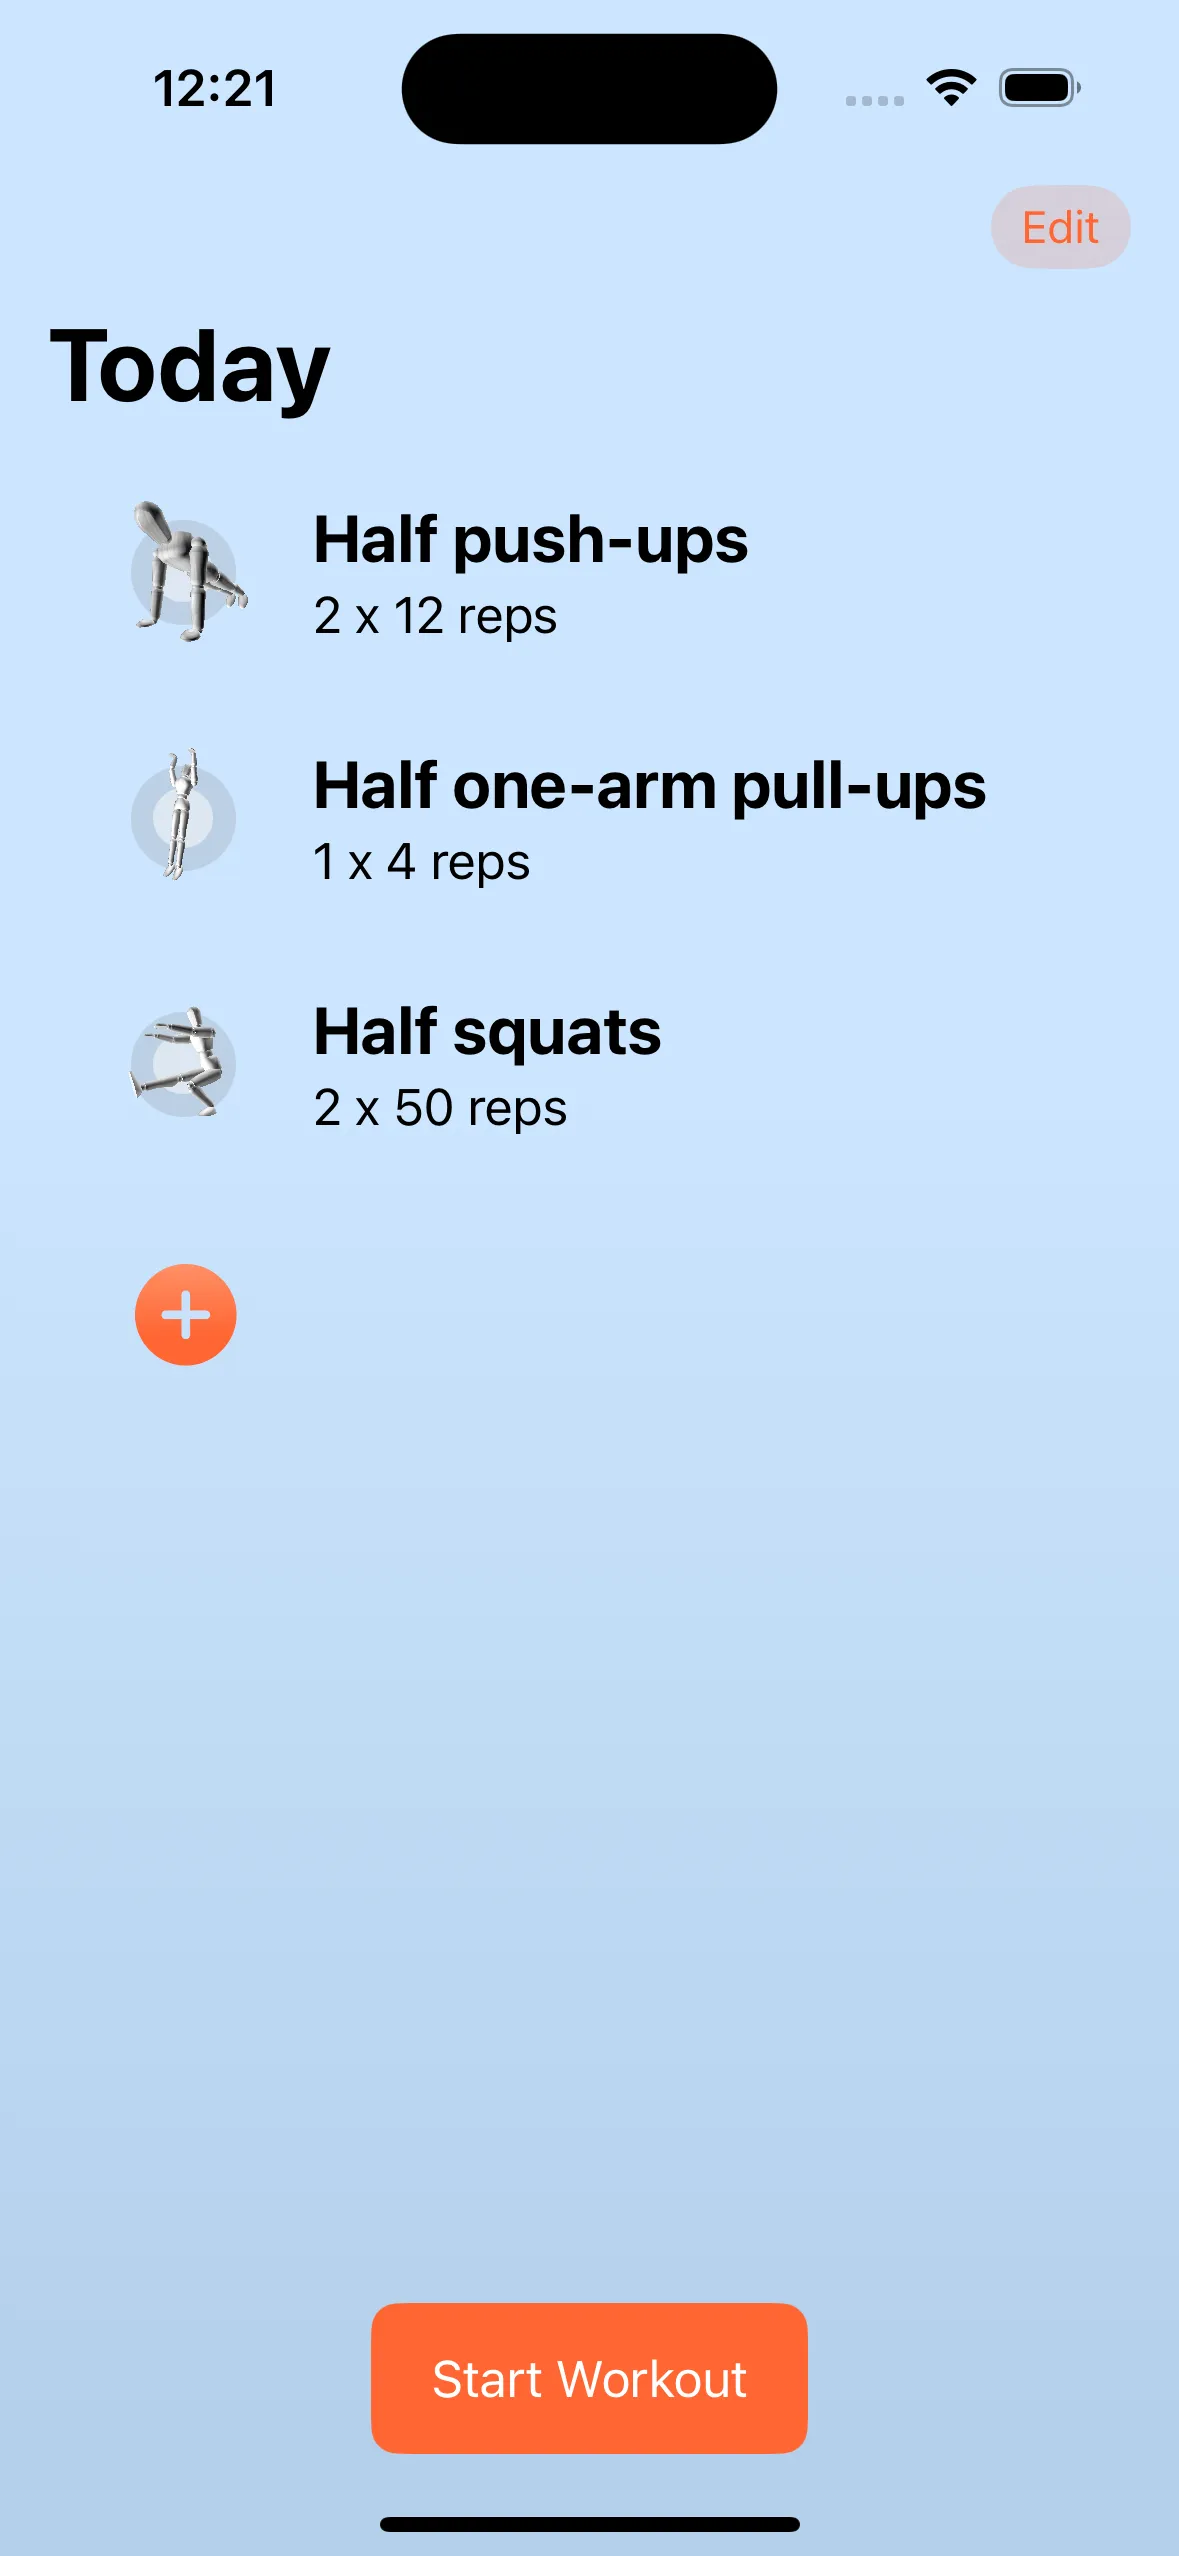 12:21
Edit
Today
Half push-ups
2 x 12 reps
Half one-arm pull-ups
1 x 4 reps
Half squats
2 x 50 reps
Start Workout